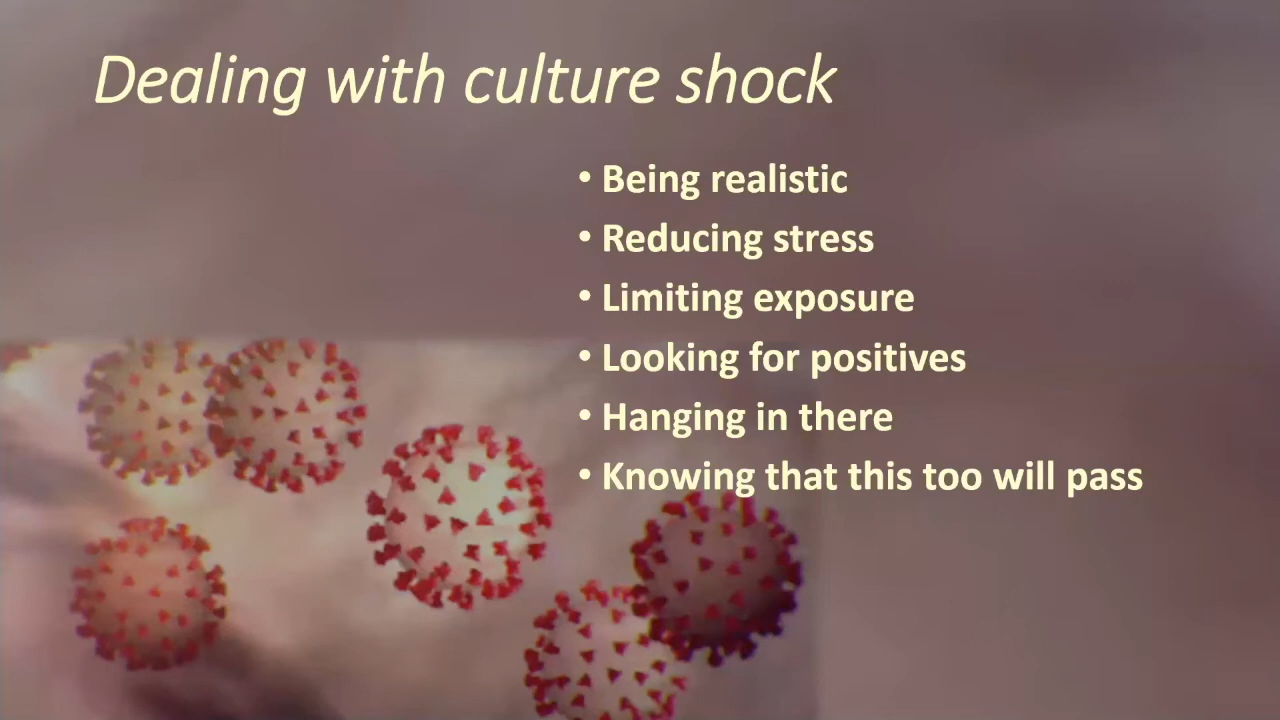 Dealing with culture shock
• Being realistic
• Reducing stress
• Limiting exposure
• Looking for positives
• Hanging in there
• Knowing that this too will pass